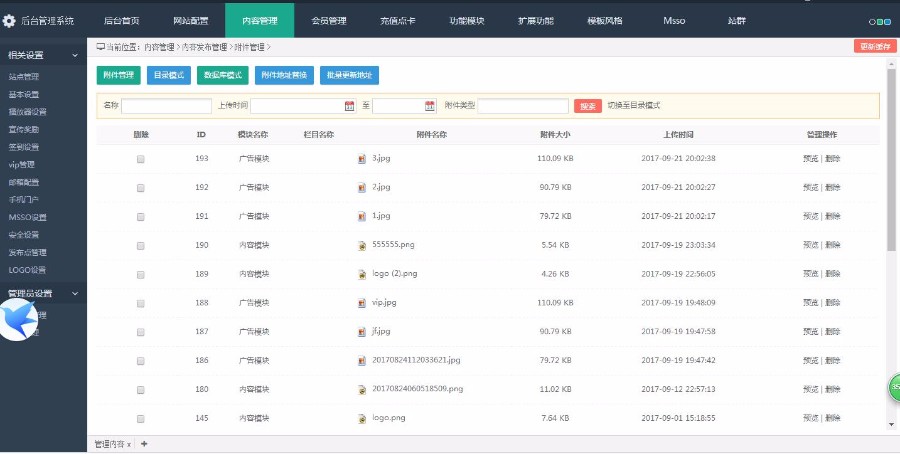 后台管理系统 后台首页 网站配置 内容管理 会员管理 充值点卡 功能模块 扩展功能 模板风格 Msso 站群
相关设置
站点管理
基本设置
播放器设置
宣传奖励
签到设置
vip管理
邮箱配置
手机门户
MSSO设置
安全设置
发布点管理
LOGO设置
管理员设置
当前位置：内容管理 > 内容发布管理 > 附件管理 > 更新缓存
附件管理 目录模式 数据库模式 附件地址替换 批量更新地址
名称 上传时间 至 附件类型 搜索 切换至目录模式
删除 ID 模块名称 栏目名称 附件名称 附件大小 上传时间 管理操作
193 广告模块 3.jpg 110.09 KB 2017-09-21 20:02:38 预览 | 删除
192 广告模块 2.jpg 90.79 KB 2017-09-21 20:02:27 预览 | 删除
191 广告模块 1.jpg 79.72 KB 2017-09-21 20:02:17 预览 | 删除
190 内容模块 555555.png 5.54 KB 2017-09-19 23:03:34 预览 | 删除
189 内容模块 logo (2).png 4.26 KB 2017-09-19 22:56:05 预览 | 删除
188 广告模块 vip.jpg 110.09 KB 2017-09-19 19:48:09 预览 | 删除
187 广告模块 jf.jpg 90.79 KB 2017-09-19 19:47:58 预览 | 删除
186 广告模块 20170824112033621.jpg 79.72 KB 2017-09-19 19:47:42 预览 | 删除
180 内容模块 20170824060518509.png 11.02 KB 2017-09-12 22:57:13 预览 | 删除
145 内容模块 logo.png 7.64 KB 2017-09-01 15:18:55 预览 | 删除
管理内容 x +